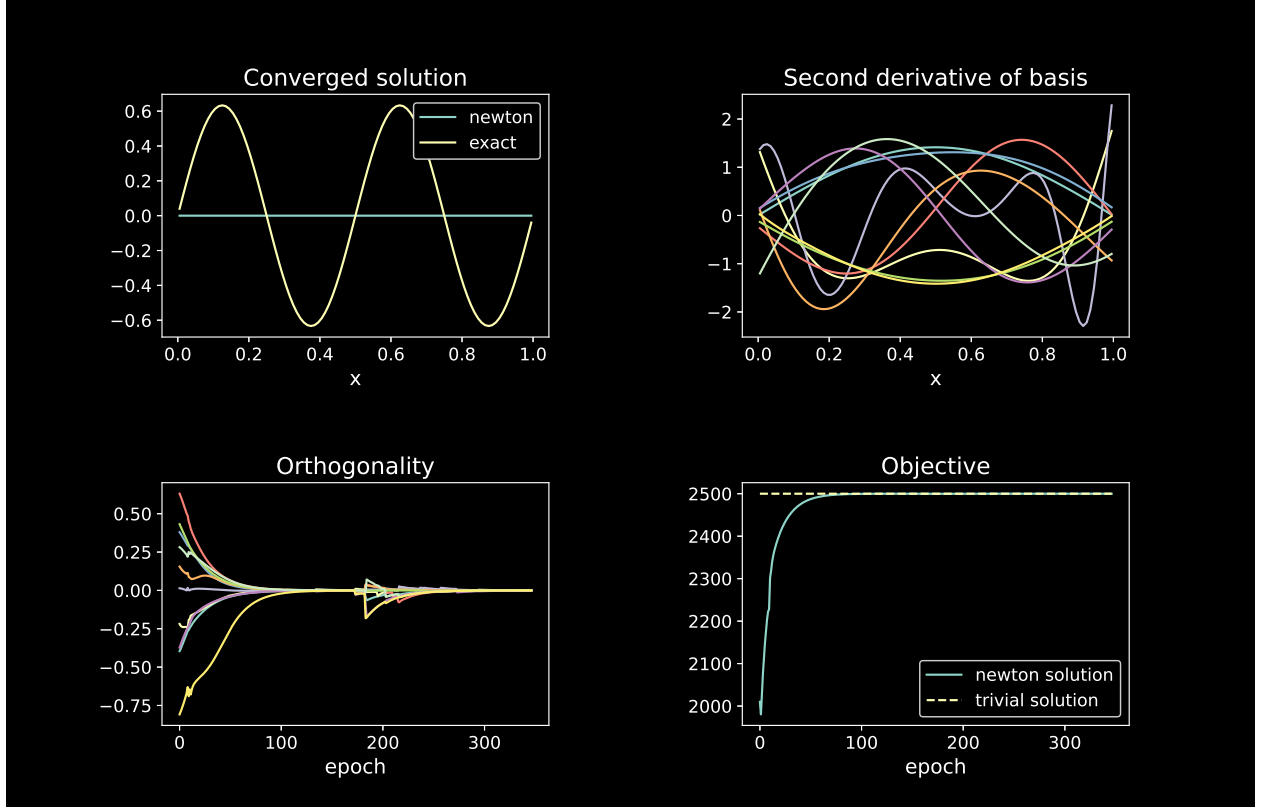 Converged solution
newton
exact
0.6
0.4
0.2
0.0
−0.2
−0.4
−0.6
0.0 0.2 0.4 0.6 0.8 1.0
x
Second derivative of basis
2
1
0
−1
−2
0.0 0.2 0.4 0.6 0.8 1.0
x
Orthogonality
0.50
0.25
0.00
−0.25
−0.50
−0.75
0 100 200 300
epoch
Objective
2500
2400
2300
2200
2100
2000
newton solution
trivial solution
0 100 200 300
epoch